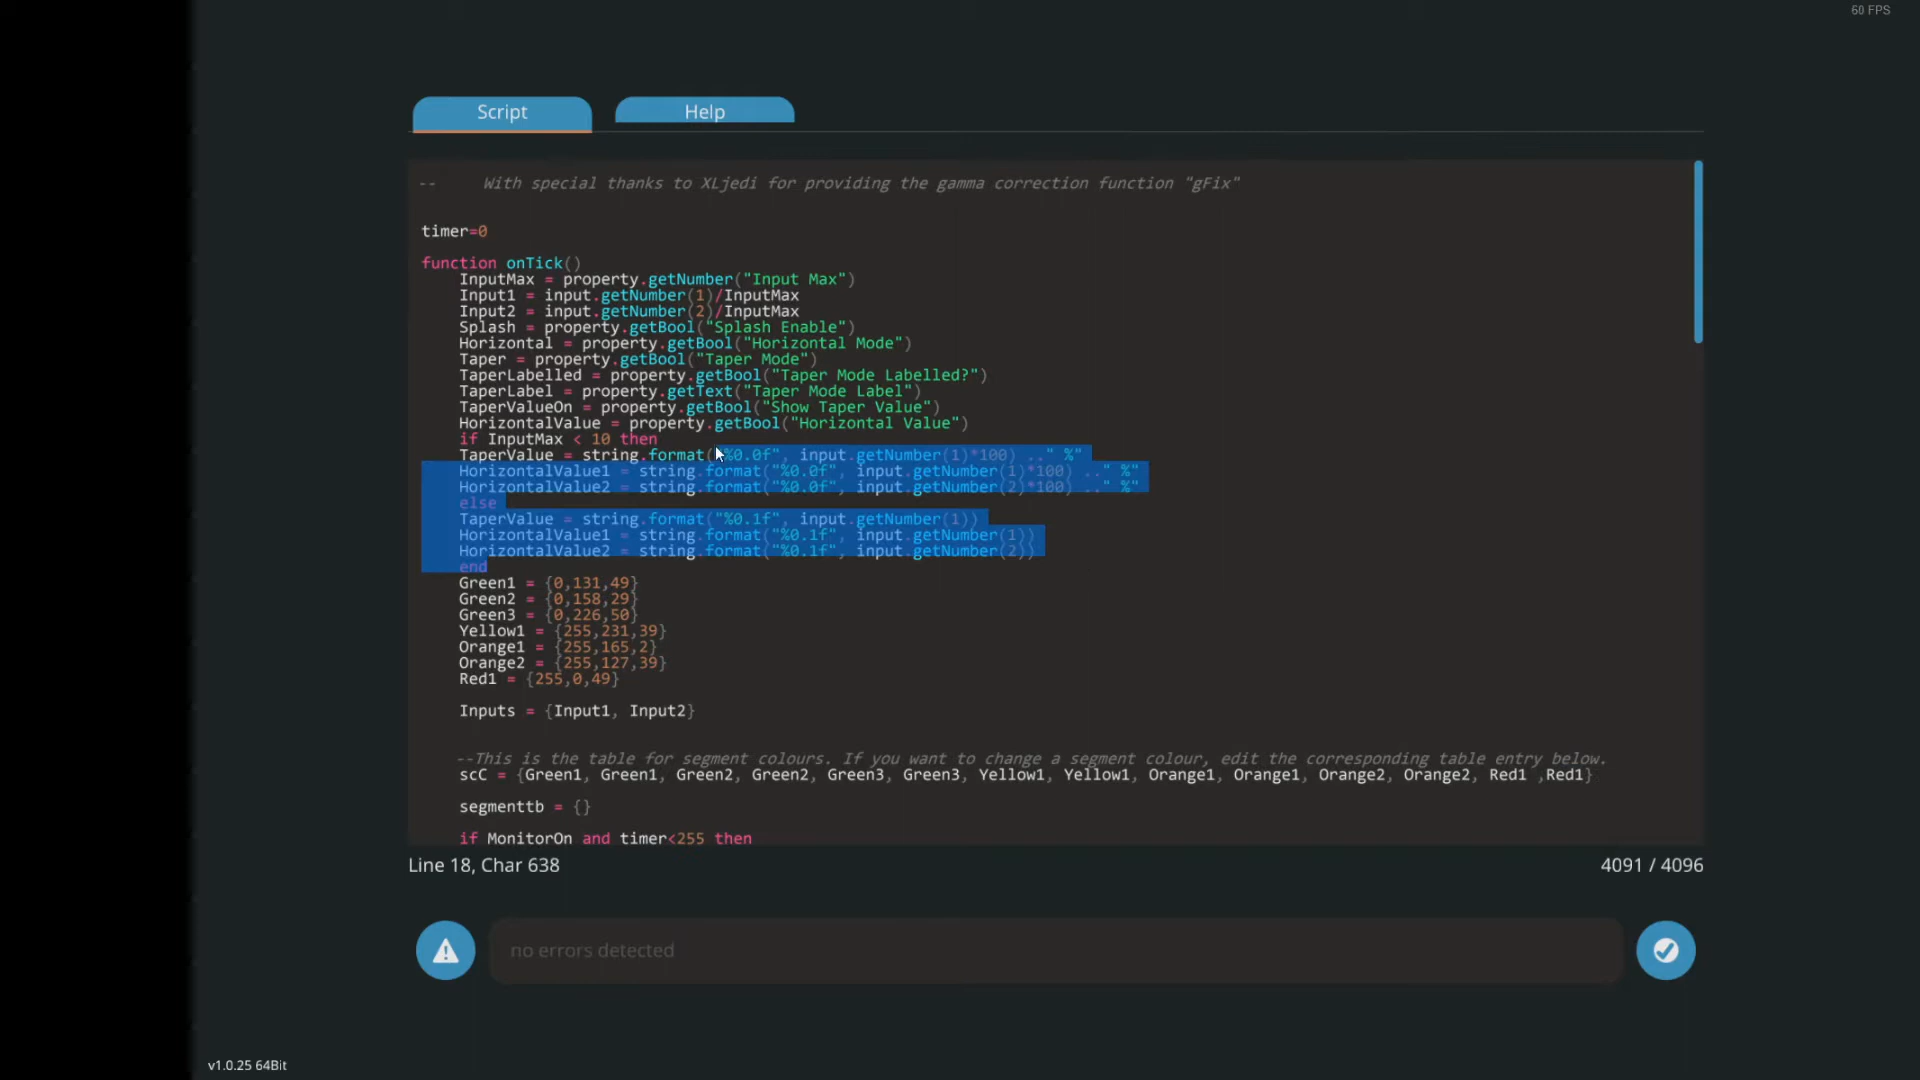 60 FPS
Script
Help
-- With special thanks to XLjedi for providing the gamma correction function "gFix"
timer=0
function onTick()
InputMax = property.getNumber("Input Max")
Input1 = input.getNumber(1)/InputMax
Input2 = input.getNumber(2)/InputMax
Splash = property.getBool("Splash Enable")
Horizontal = property.getBool("Horizontal Mode")
Taper = property.getBool("Taper Mode")
TaperLabelled = property.getBool("Taper Mode Labelled?")
TaperLabel = property.getText("Taper Mode Label")
TaperValueOn = property.getBool("Show Taper Value")
HorizontalValue = property.getBool("Horizontal Value")
if InputMax < 10 then
TaperValue = string.format("%0.0f", input.getNumber(1)*100) .." %"
HorizontalValue1 = string.format("%0.0f", input.getNumber(1)*100) .." %"
HorizontalValue2 = string.format("%0.0f", input.getNumber(2)*100) .." %"
else
TaperValue = string.format("%0.1f", input.getNumber(1))
HorizontalValue1 = string.format("%0.1f", input.getNumber(1))
HorizontalValue2 = string.format("%0.1f", input.getNumber(2))
end
Green1 = {0,131,49}
Green2 = {0,158,29}
Green3 = {0,226,50}
Yellow1 = {255,231,39}
Orange1 = {255,165,2}
Orange2 = {255,127,39}
Red1 = {255,0,49}
Inputs = {Input1, Input2}
--This is the table for segment colours. If you want to change a segment colour, edit the corresponding table entry below.
scC = {Green1, Green1, Green2, Green2, Green3, Green3, Yellow1, Yellow1, Orange1, Orange1, Orange2, Orange2, Red1 ,Red1}
segmenttb = {}
if MonitorOn and timer<255 then
Line 18, Char 638
4091 / 4096
no errors detected
v1.0.25 64Bit